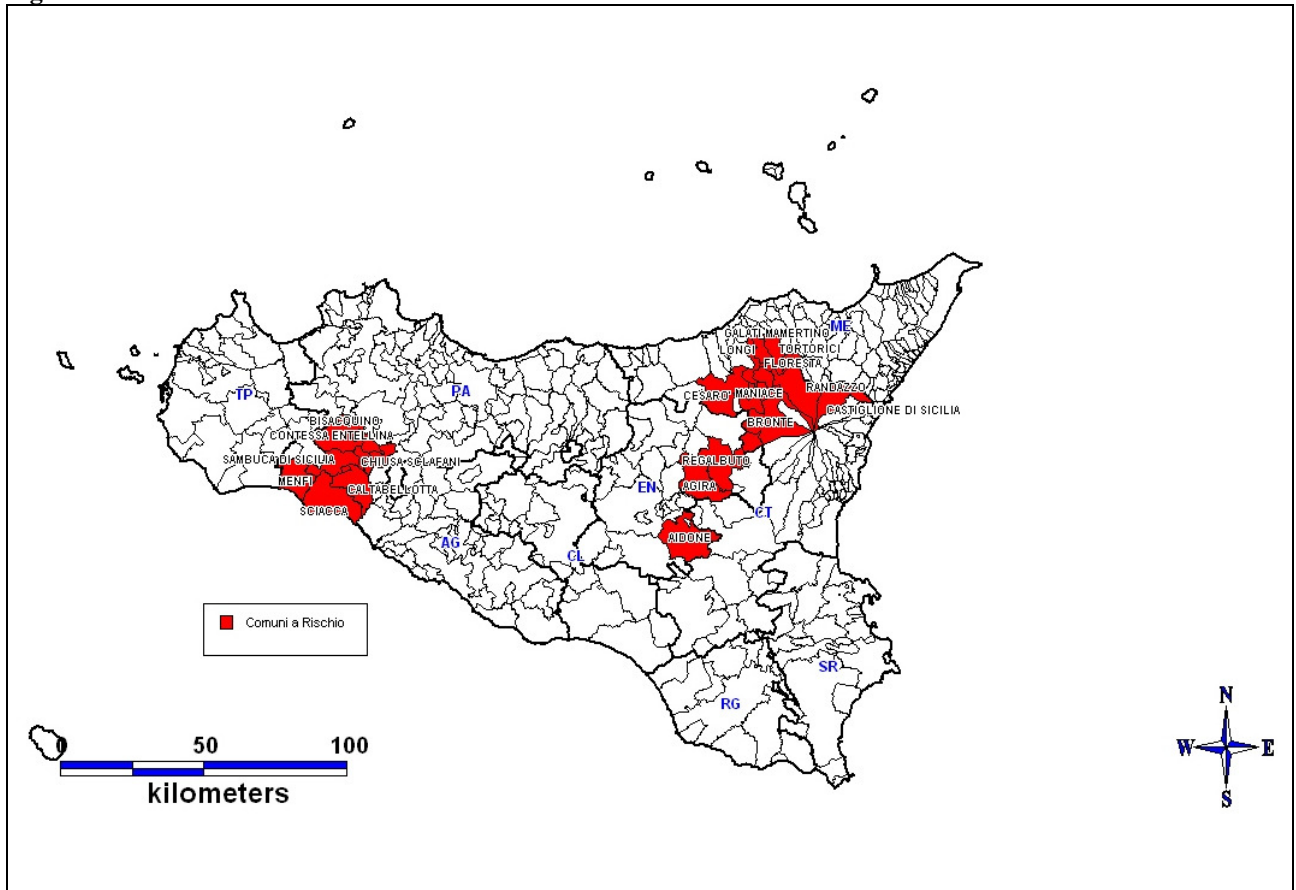 ME
GALATI MAMERTINO
LONGI
TORTORICI
FLORESTA
CESARO'
MANIACE
RANDAZZO
CASTIGLIONE DI SICILIA
TP
PA
BISACQUINO
BRONTE
CONTESSA ENTELLINA
SAMBUCA DI SICILIA
CHIUSA SCLAFANI
REGALBUTO
MENFI
CALTABELLOTTA
EN
AGIRA
SCIACCA
CT
AG
CL
AIDONE
Comuni a Rischio
SR
RG
N
W E
S
0 50 100
kilometers